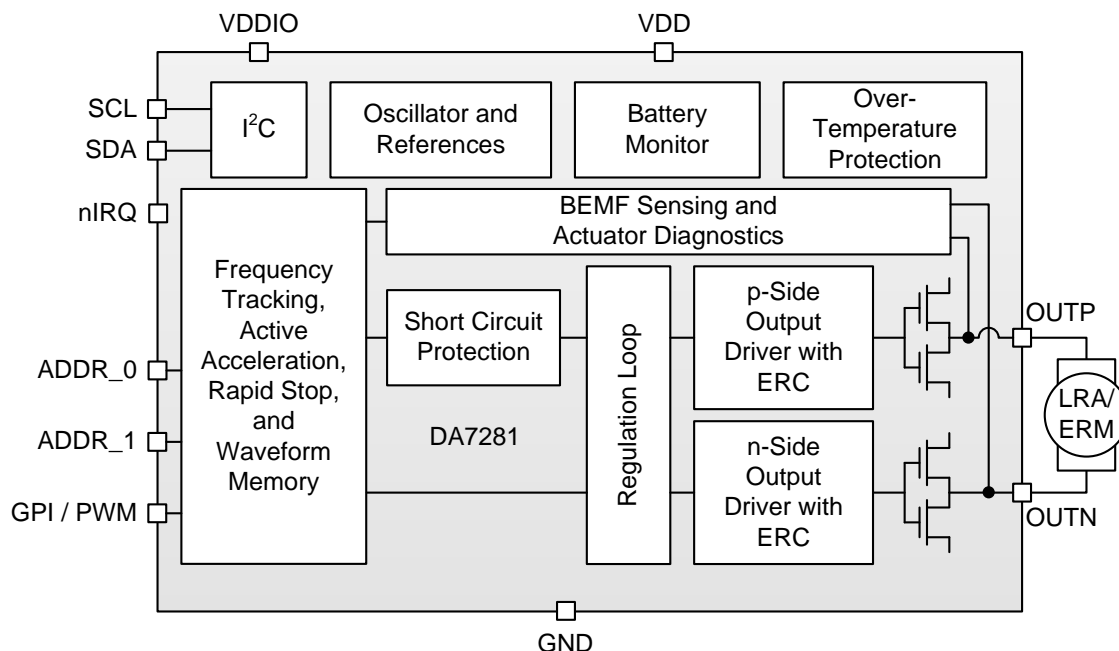 VDDIO
VDD
SCL
SDA
I²C
Oscillator and
References
Battery
Monitor
Over-
Temperature
Protection
nIRQ
BEMF Sensing and
Actuator Diagnostics
Frequency
Tracking,
Active
Acceleration,
Rapid Stop,
and
Waveform
Memory
Short Circuit
Protection
Regulation Loop
p-Side
Output
Driver with
ERC
OUTP
ADDR_0
ADDR_1
GPI / PWM
DA7281
n-Side
Output
Driver with
ERC
LRA/
ERM
OUTN
GND